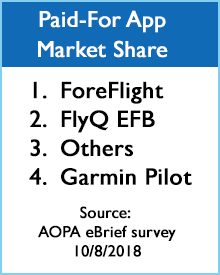 Paid-For App
Market Share
1. ForeFlight
2. FlyQ EFB
3. Others
4. Garmin Pilot
Source:
AOPA eBrief survey
10/8/2018